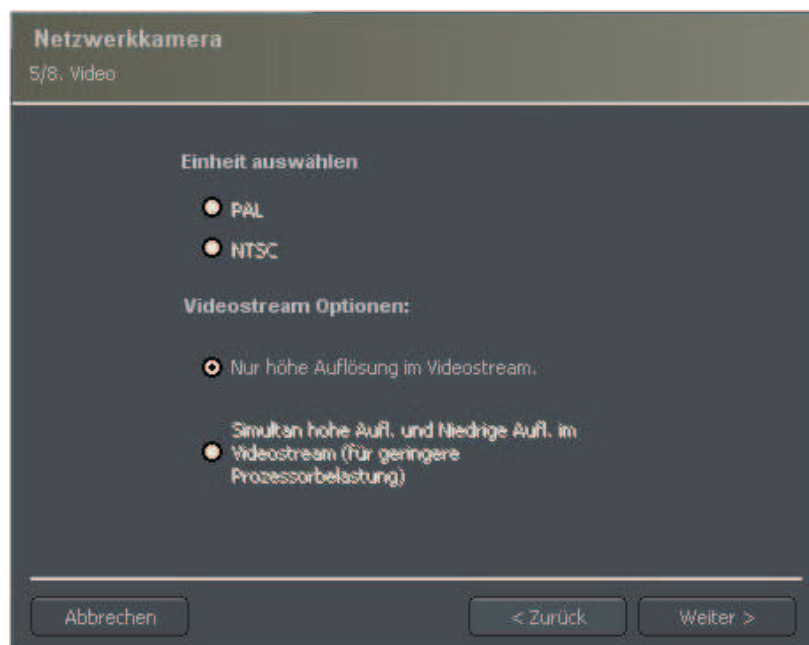 Netzwerkkamera
5/8. Video
Einheit auswählen
PAL
NTSC
Videostream Optionen:
Nur höhe Auflösung im Videostream.
Simultan hohe Aufl. und Niedrige Aufl. im
Videostream (für geringere
Prozessorbelastung)
Abbrechen
< Zurück
Weiter >